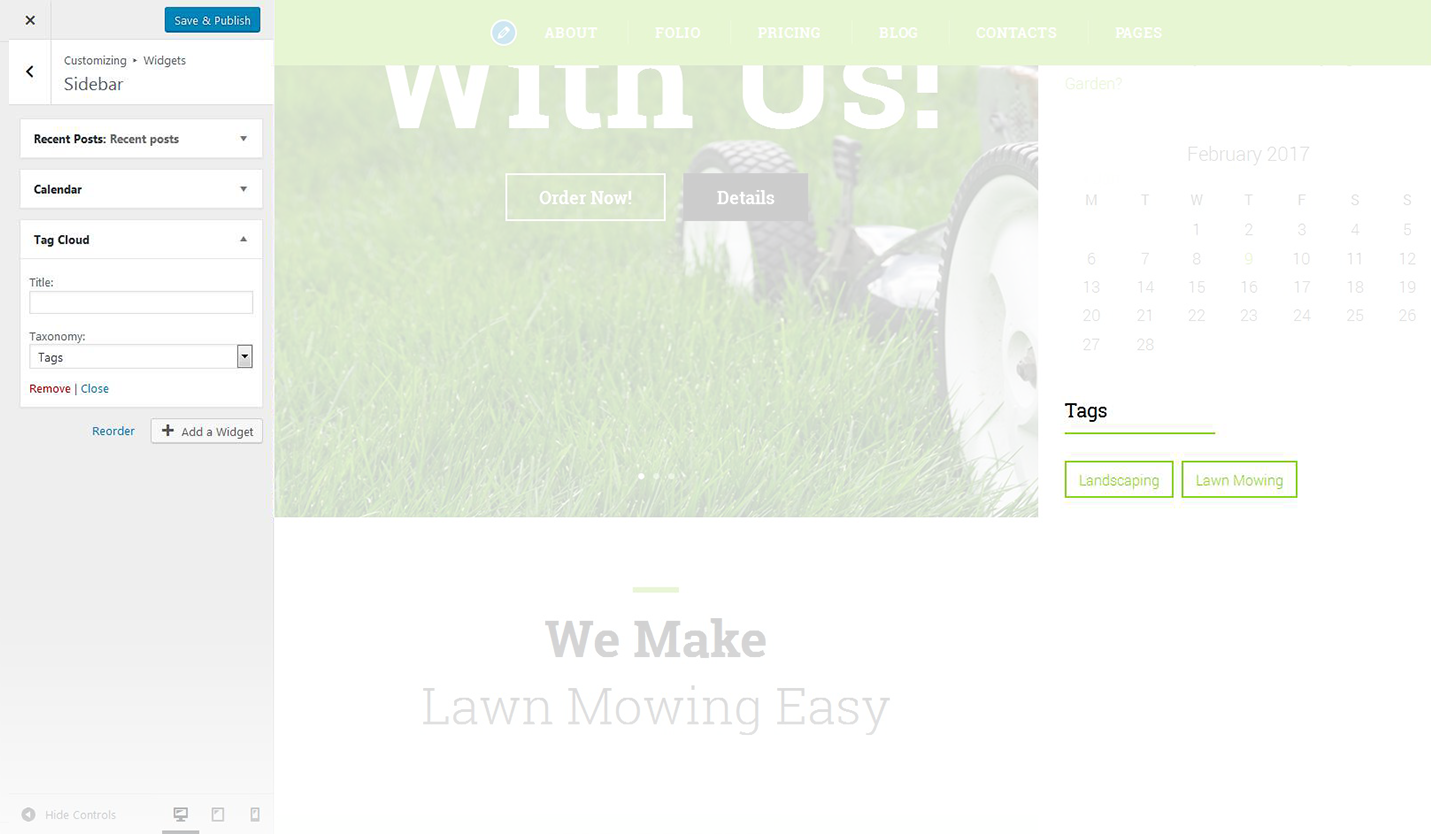 Save & Publish
Customizing ▸ Widgets
Sidebar
Recent Posts: Recent posts
Calendar
Tag Cloud
Title:
Taxonomy:
Tags
Remove | Close
Reorder
Add a Widget
Hide Controls
ABOUT FOLIO PRICING BLOG CONTACTS PAGES
With Us!
Order Now! Details
We Make
Lawn Mowing Easy
Garden?
February 2017
M T W T F S S
1 2 3 4 5
6 7 8 9 10 11 12
13 14 15 16 17 18 19
20 21 22 23 24 25 26
27 28
Tags
Landscaping Lawn Mowing